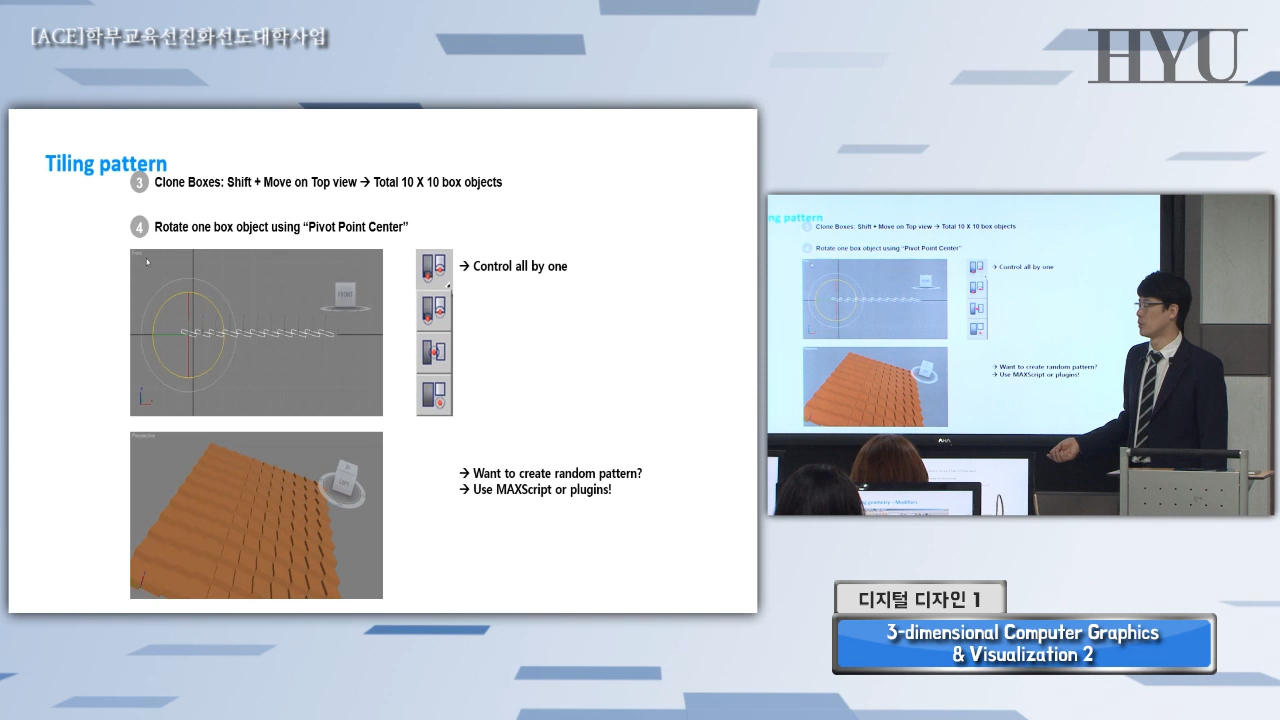 [ACE]학부교육선진화선도대학사업
HYU
Tiling pattern
3 Clone Boxes: Shift + Move on Top view → Total 10 X 10 box objects
4 Rotate one box object using “Pivot Point Center”
FRONT
→ Control all by one
Perspective
LEFT
→ Want to create random pattern?
→ Use MAXScript or plugins!
ng pattern
Clone Boxes: Shift + Move on Top view → Total 10 X 10 box objects
Rotate one box object using “Pivot Point Center”
→ Control all by one
→ Want to create random pattern?
→ Use MAXScript or plugins!
geometry – Modifiers
디지털 디자인 1
3-dimensional Computer Graphics
& Visualization 2